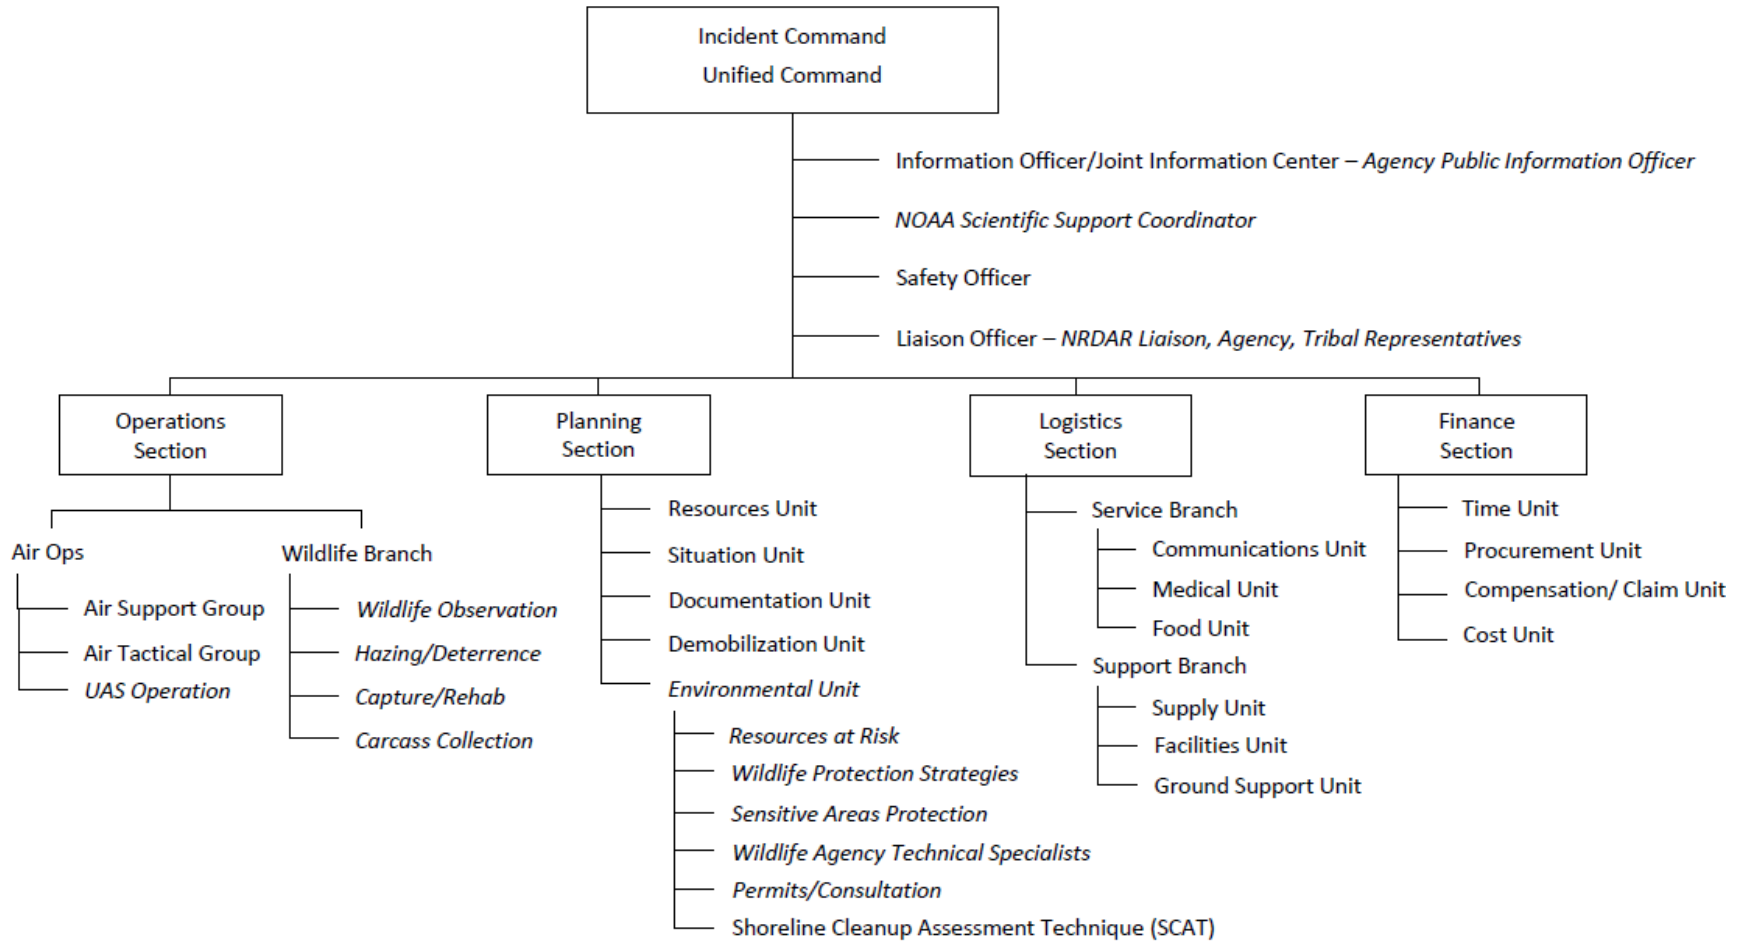 Incident Command
Unified Command
Information Officer/Joint Information Center – Agency Public Information Officer
NOAA Scientific Support Coordinator
Safety Officer
Liaison Officer – NRDAR Liaison, Agency, Tribal Representatives
Operations
Section
Air Ops
Air Support Group
Air Tactical Group
UAS Operation
Wildlife Branch
Wildlife Observation
Hazing/Deterrence
Capture/Rehab
Carcass Collection
Planning
Section
Resources Unit
Situation Unit
Documentation Unit
Demobilization Unit
Environmental Unit
Resources at Risk
Wildlife Protection Strategies
Sensitive Areas Protection
Wildlife Agency Technical Specialists
Permits/Consultation
Shoreline Cleanup Assessment Technique (SCAT)
Logistics
Section
Service Branch
Communications Unit
Medical Unit
Food Unit
Support Branch
Supply Unit
Facilities Unit
Ground Support Unit
Finance
Section
Time Unit
Procurement Unit
Compensation/ Claim Unit
Cost Unit